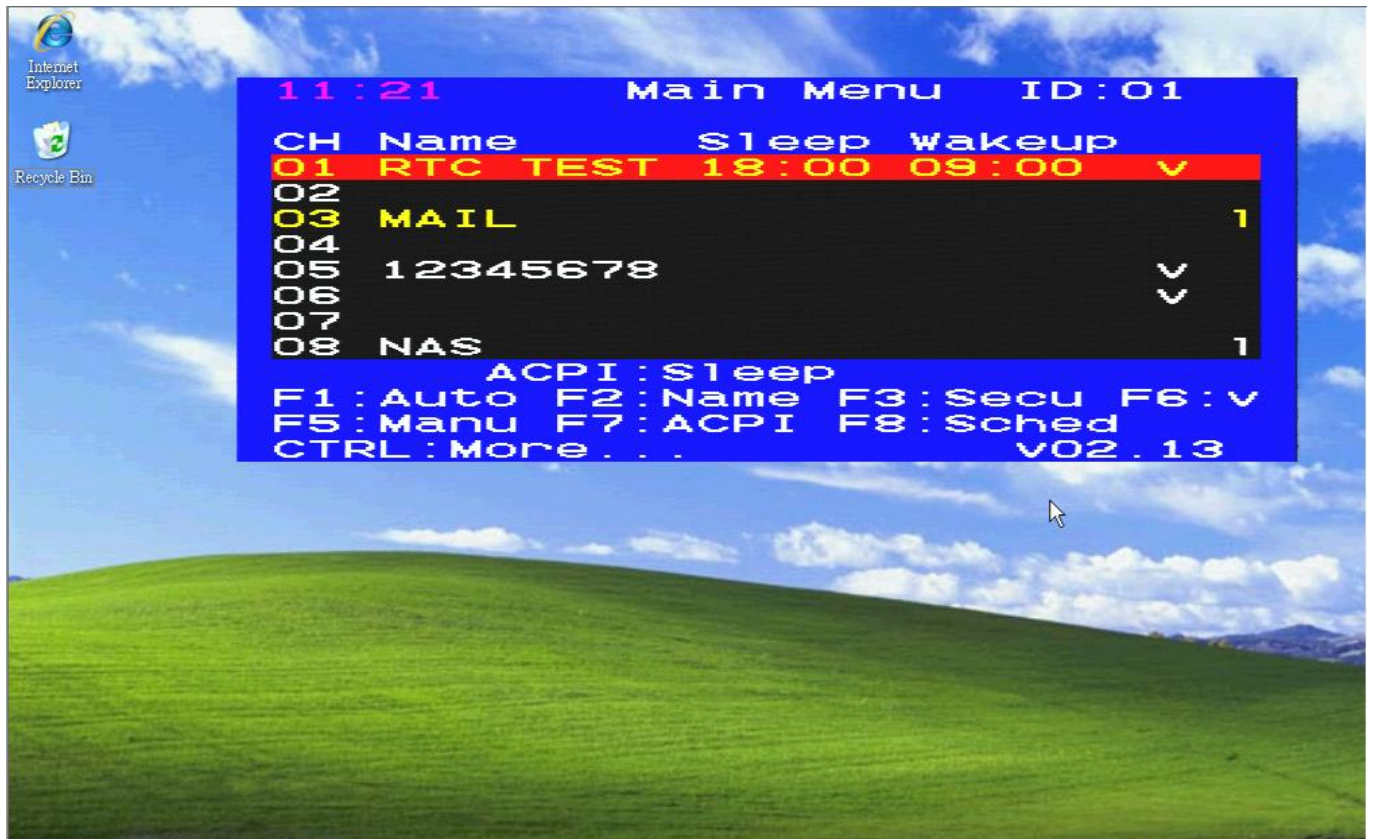 Internet
Explorer
Recycle Bin
11:21 Main Menu ID:01
CH Name Sleep Wakeup
01 RTC TEST 18:00 09:00 v
02
03 MAIL 1
04
05 12345678 v
06 v
07
08 NAS 1
ACPI:Sleep
F1:Auto F2:Name F3:Secu F6:v
F5:Manu F7:ACPI F8:Sched
CTRL:More... v02.13